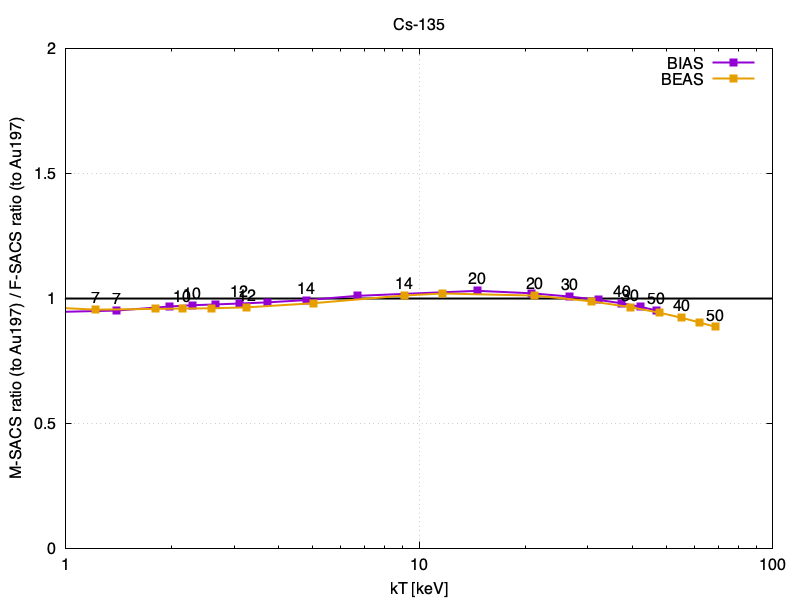 Cs-135
BIAS
BEAS
M-SACS ratio (to Au197) / F-SACS ratio (to Au197)
2
1.5
1
0.5
0
7 7 10 10 12 12 14 14 20 20 30 40 30 50 40 50
1 10 100
kT [keV]